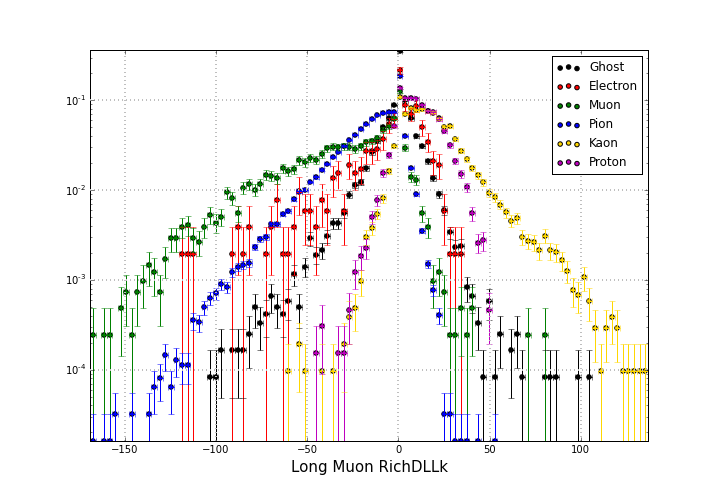 Ghost
Electron
Muon
Pion
Kaon
Proton
10⁻¹
10⁻²
10⁻³
10⁻⁴
−150 −100 −50 0 50 100
Long Muon RichDLLk